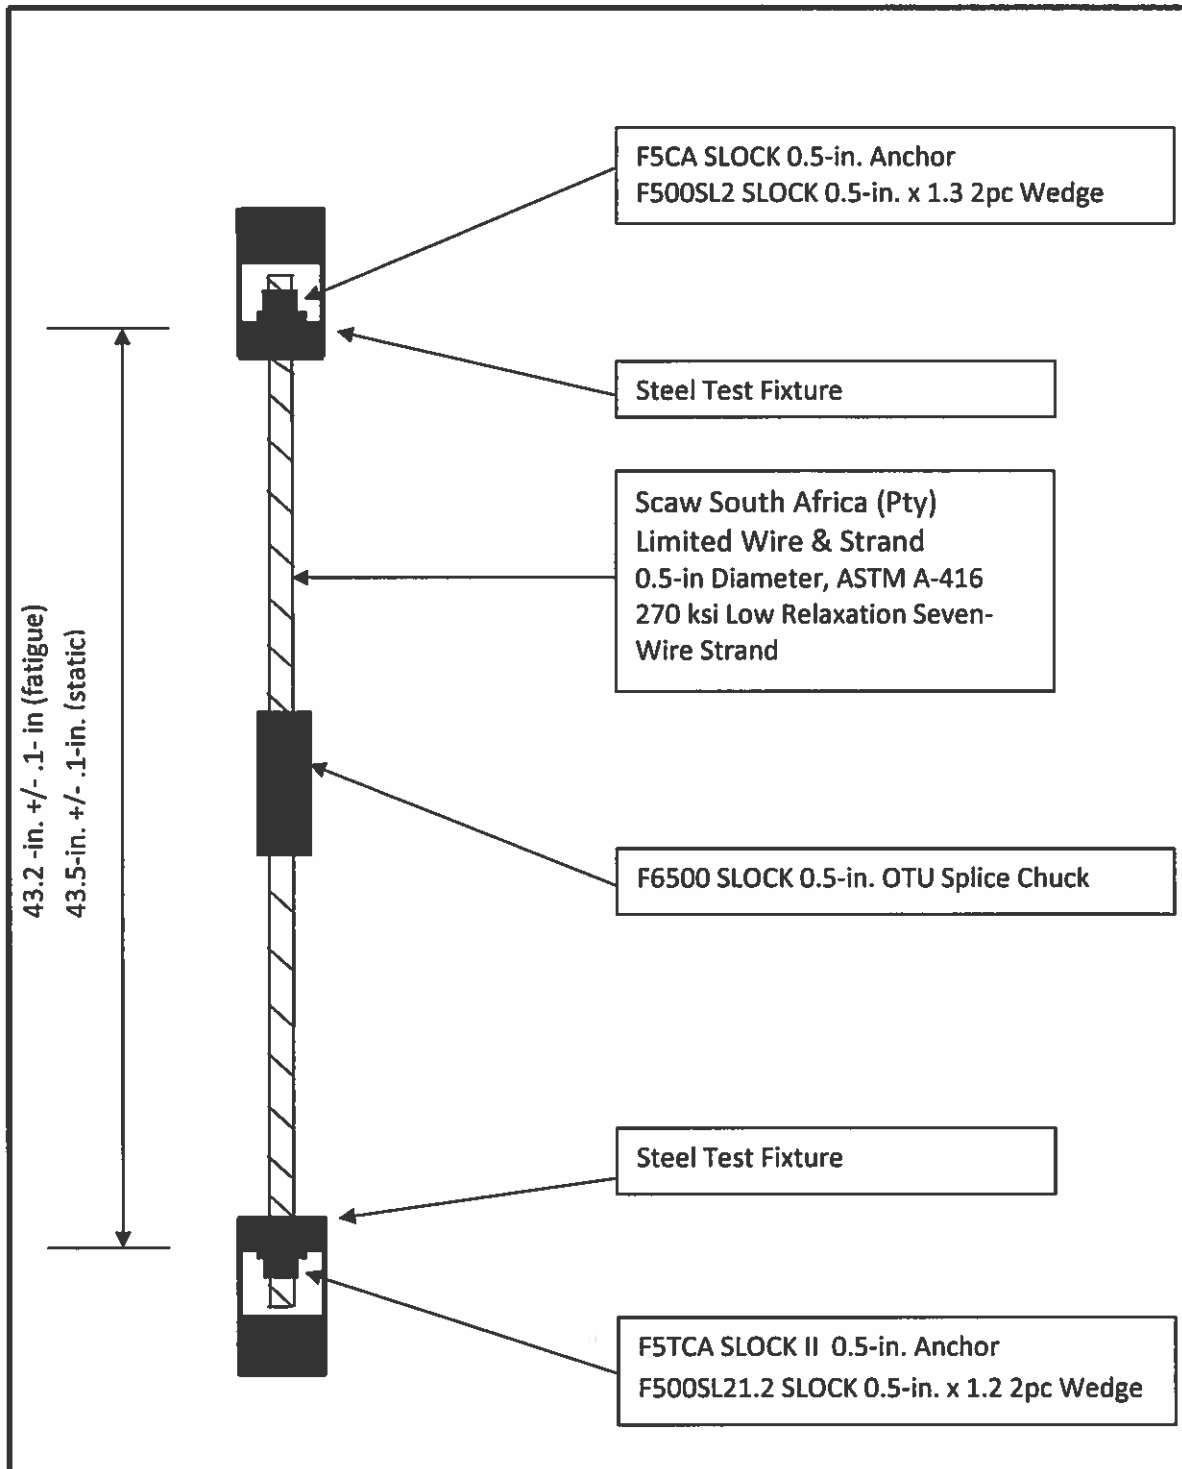 F5CA SLOCK 0.5-in. Anchor
F500SL2 SLOCK 0.5-in. x 1.3 2pc Wedge
Steel Test Fixture
Scaw South Africa (Pty)
Limited Wire & Strand
0.5-in Diameter, ASTM A-416
270 ksi Low Relaxation Seven-
Wire Strand
43.2 -in. +/- .1- in (fatigue)
43.5-in. +/- .1-in. (static)
F6500 SLOCK 0.5-in. OTU Splice Chuck
Steel Test Fixture
F5TCA SLOCK II 0.5-in. Anchor
F500SL21.2 SLOCK 0.5-in. x 1.2 2pc Wedge